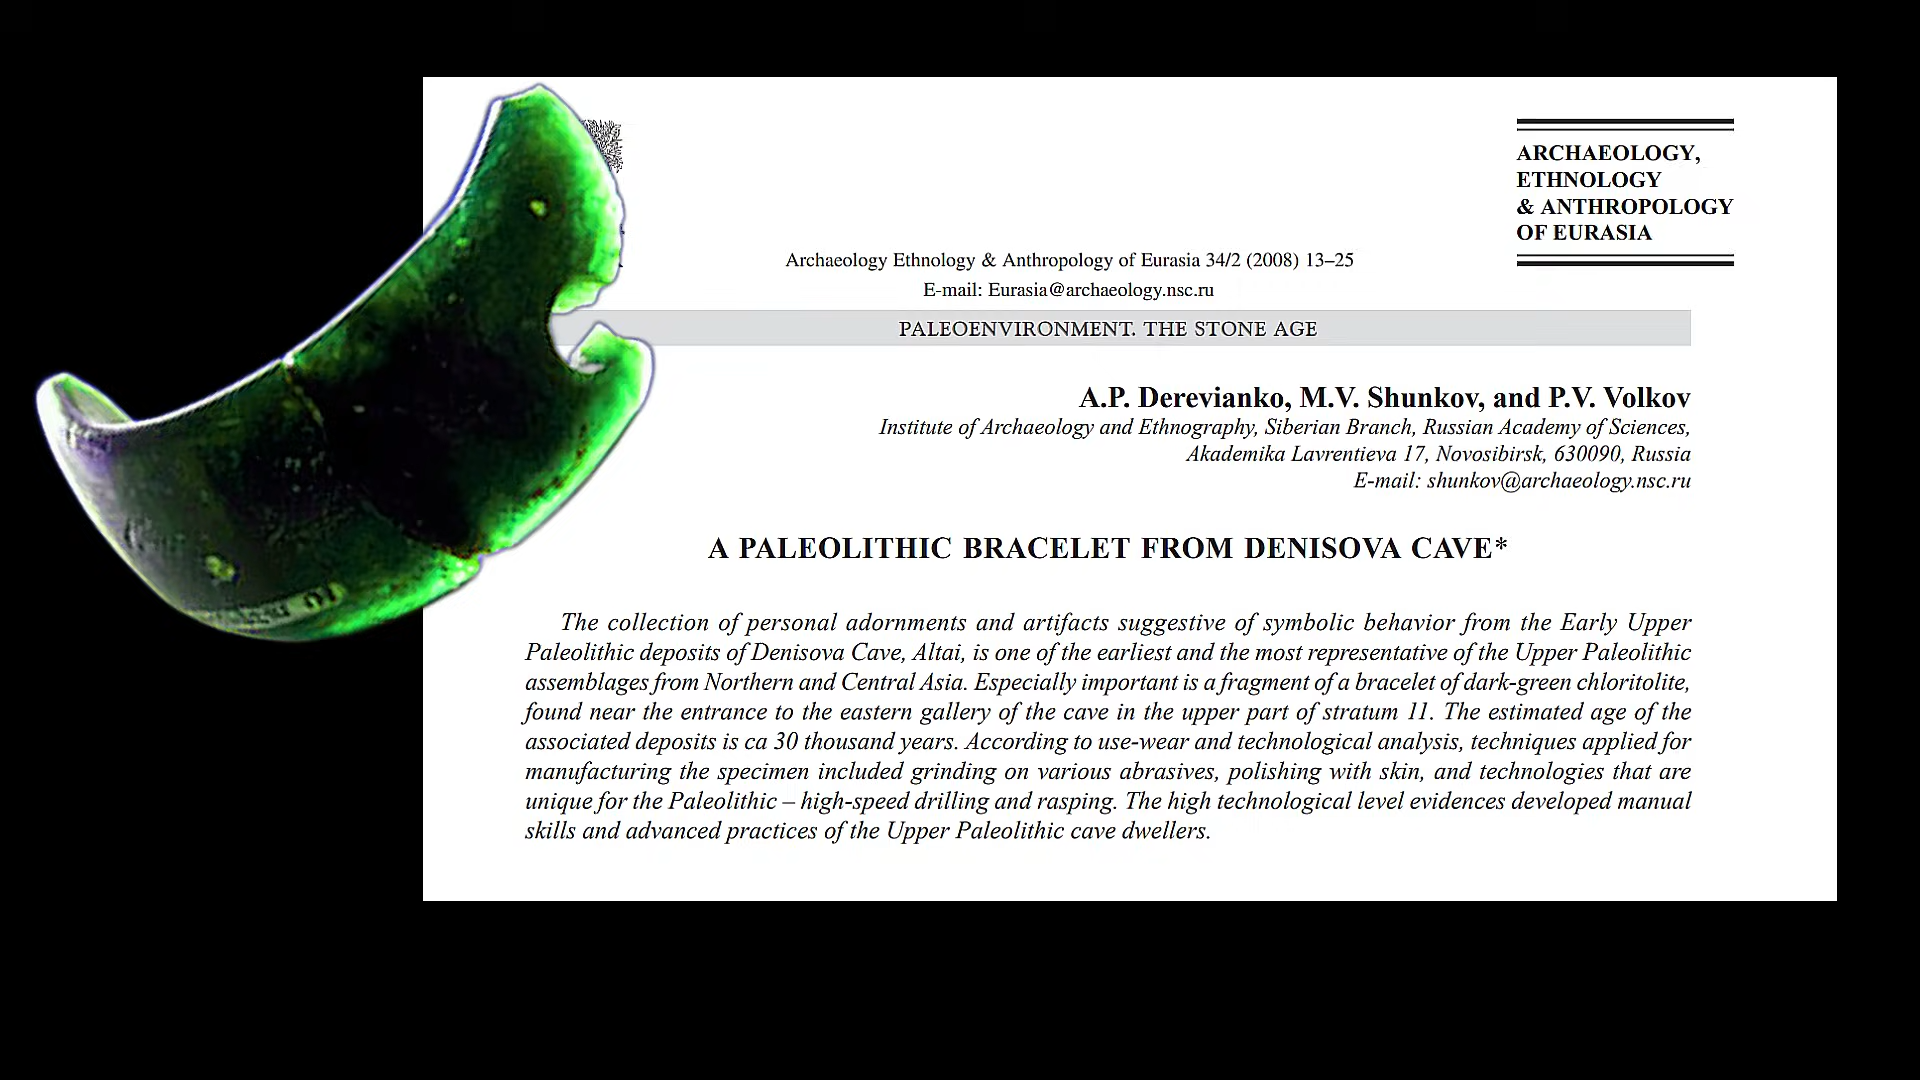 ARCHAEOLOGY,
ETHNOLOGY
& ANTHROPOLOGY
OF EURASIA
Archaeology Ethnology & Anthropology of Eurasia 34/2 (2008) 13–25
E-mail: Eurasia@archaeology.nsc.ru
PALEOENVIRONMENT. THE STONE AGE
A.P. Derevianko, M.V. Shunkov, and P.V. Volkov
Institute of Archaeology and Ethnography, Siberian Branch, Russian Academy of Sciences,
Akademika Lavrentieva 17, Novosibirsk, 630090, Russia
E-mail: shunkov@archaeology.nsc.ru
A PALEOLITHIC BRACELET FROM DENISOVA CAVE*
The collection of personal adornments and artifacts suggestive of symbolic behavior from the Early Upper
Paleolithic deposits of Denisova Cave, Altai, is one of the earliest and the most representative of the Upper Paleolithic
assemblages from Northern and Central Asia. Especially important is a fragment of a bracelet of dark-green chloritolite,
found near the entrance to the eastern gallery of the cave in the upper part of stratum 11. The estimated age of the
associated deposits is ca 30 thousand years. According to use-wear and technological analysis, techniques applied for
manufacturing the specimen included grinding on various abrasives, polishing with skin, and technologies that are
unique for the Paleolithic – high-speed drilling and rasping. The high technological level evidences developed manual
skills and advanced practices of the Upper Paleolithic cave dwellers.